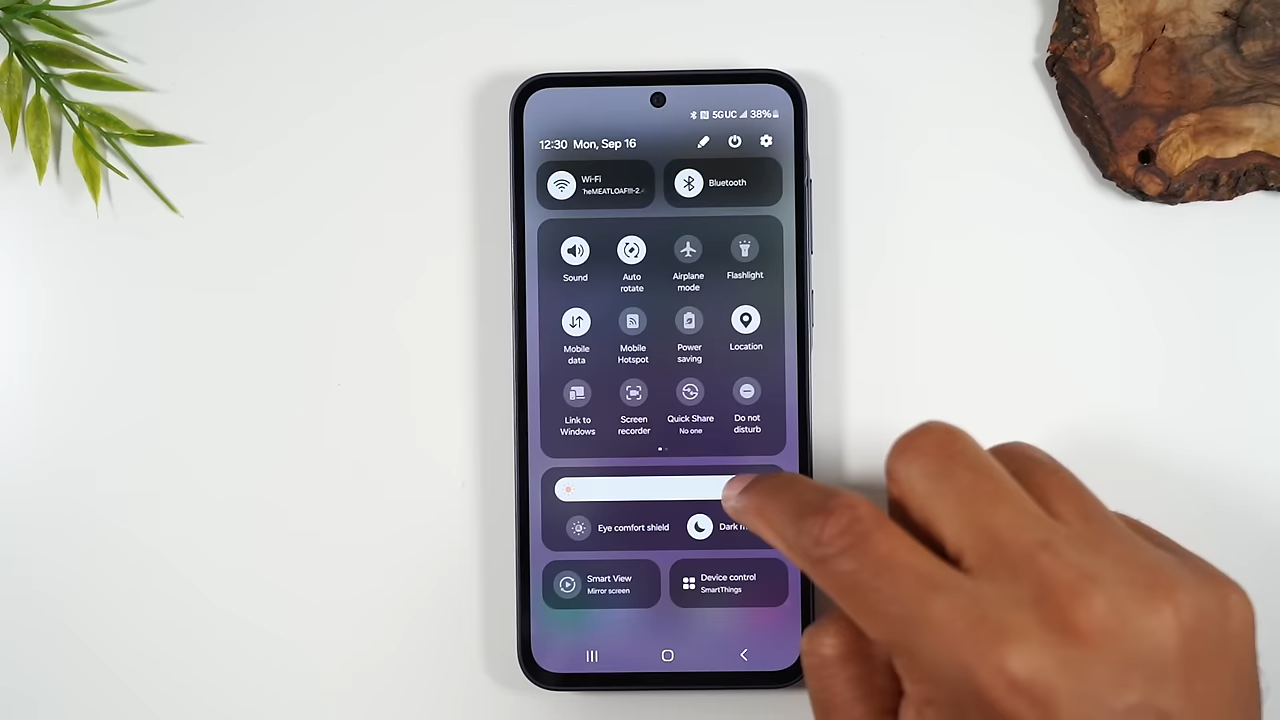 5GUC 38%
12:30 Mon, Sep 16
Wi-Fi
Bluetooth
Sound
Auto
rotate
Airplane
mode
Flashlight
Mobile
data
Mobile
Hotspot
Power
saving
Location
Link to
Windows
Screen
recorder
Quick Share
No one
Do not
disturb
Eye comfort shield
Dark
Smart View
Mirror screen
Device control
SmartThings